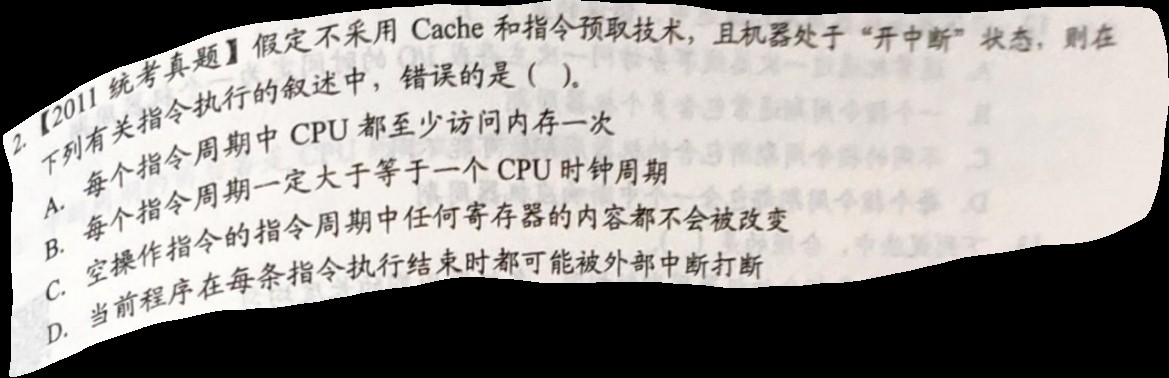 2. 【2011 统考真题】假定不采用 Cache 和指令预取技术，且机器处于“开中断”状态，则在
下列有关指令执行的叙述中，错误的是（ ）。
A. 每个指令周期中 CPU 都至少访问内存一次
B. 每个指令周期一定大于等于一个 CPU 时钟周期
C. 空操作指令的指令周期中任何寄存器的内容都不会被改变
D. 当前程序在每条指令执行结束时都可能被外部中断打断